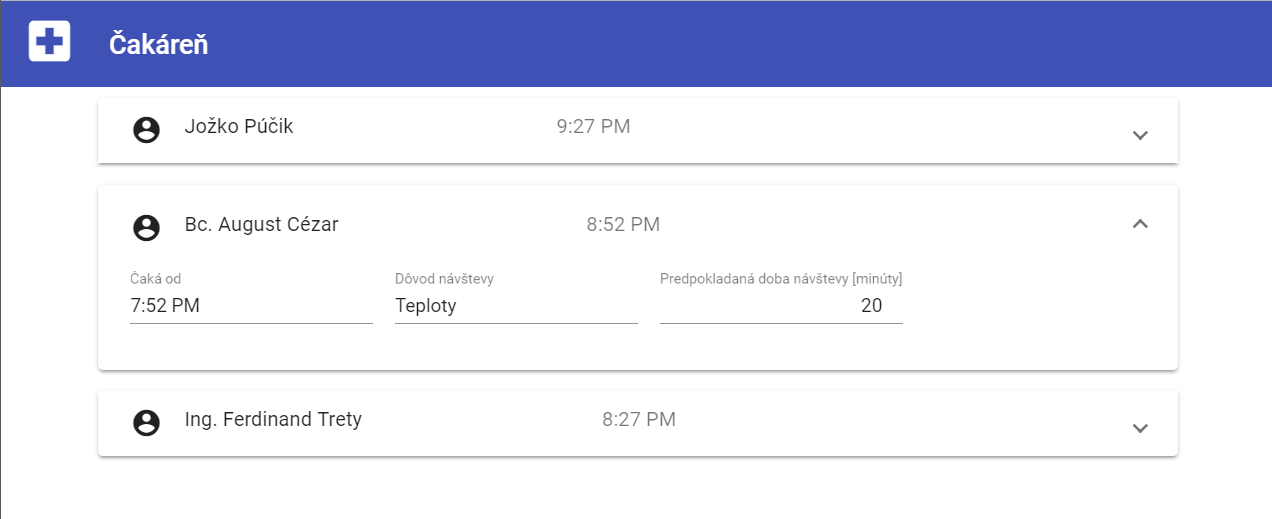 Čakáreň
Jožko Púčik 9:27 PM
Bc. August Cézar 8:52 PM
Čaká od Dôvod návštevy Predpokladaná doba návštevy [minúty]
7:52 PM Teploty 20
Ing. Ferdinand Trety 8:27 PM